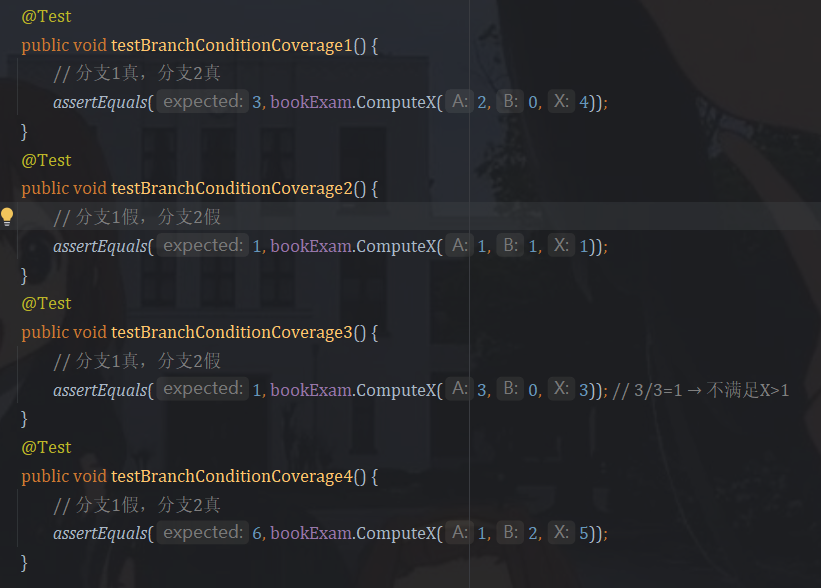 @Test
public void testBranchConditionCoverage1() {
// 分支1真，分支2真
assertEquals( expected: 3, bookExam.ComputeX( A: 2, B: 0, X: 4));
}
@Test
public void testBranchConditionCoverage2() {
// 分支1假，分支2假
assertEquals( expected: 1, bookExam.ComputeX( A: 1, B: 1, X: 1));
}
@Test
public void testBranchConditionCoverage3() {
// 分支1真，分支2假
assertEquals( expected: 1, bookExam.ComputeX( A: 3, B: 0, X: 3)); // 3/3=1 → 不满足X>1
}
@Test
public void testBranchConditionCoverage4() {
// 分支1假，分支2真
assertEquals( expected: 6, bookExam.ComputeX( A: 1, B: 2, X: 5));
}